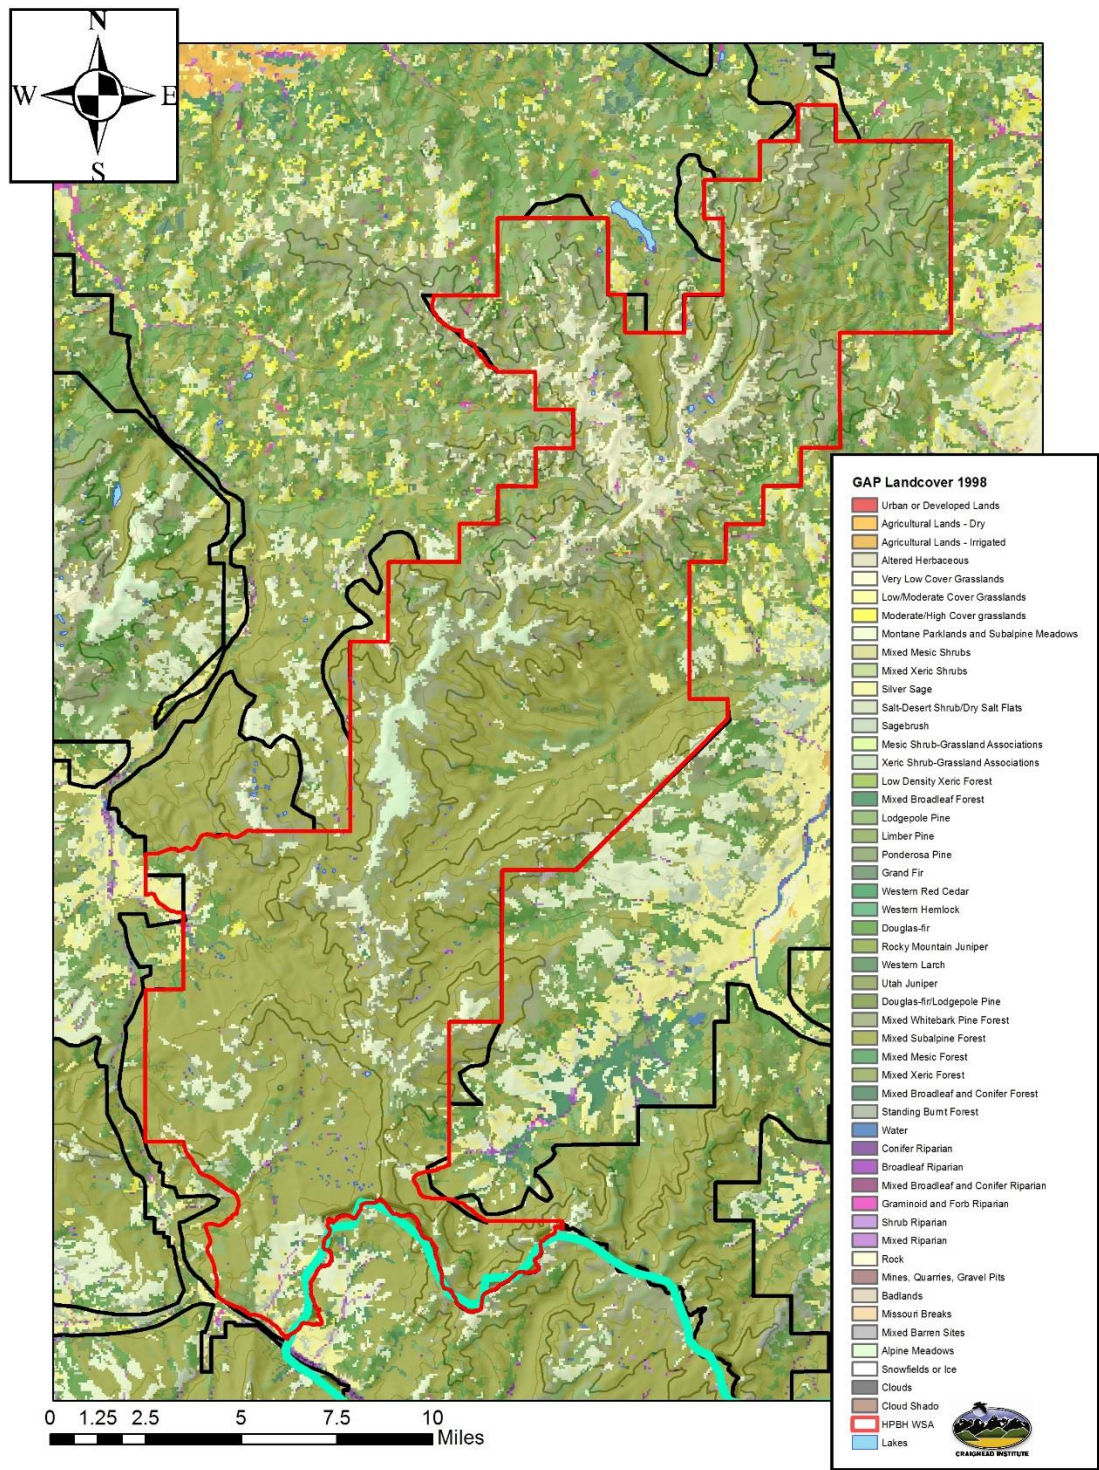 N
W E
S
GAP Landcover 1998
Urban or Developed Lands
Agricultural Lands - Dry
Agricultural Lands - Irrigated
Altered Herbaceous
Very Low Cover Grasslands
Low/Moderate Cover Grasslands
Moderate/High Cover grasslands
Montane Parklands and Subalpine Meadows
Mixed Mesic Shrubs
Mixed Xeric Shrubs
Silver Sage
Salt-Desert Shrub/Dry Salt Flats
Sagebrush
Mesic Shrub-Grassland Associations
Xeric Shrub-Grassland Associations
Low Density Xeric Forest
Mixed Broadleaf Forest
Lodgepole Pine
Limber Pine
Ponderosa Pine
Grand Fir
Western Red Cedar
Western Hemlock
Douglas-fir
Rocky Mountain Juniper
Western Larch
Utah Juniper
Douglas-fir/Lodgepole Pine
Mixed Whitebark Pine Forest
Mixed Subalpine Forest
Mixed Mesic Forest
Mixed Xeric Forest
Mixed Broadleaf and Conifer Forest
Standing Burnt Forest
Water
Conifer Riparian
Broadleaf Riparian
Mixed Broadleaf and Conifer Riparian
Graminoid and Forb Riparian
Shrub Riparian
Mixed Riparian
Rock
Mines, Quarries, Gravel Pits
Badlands
Missouri Breaks
Mixed Barren Sites
Alpine Meadows
Snowfields or Ice
Clouds
Cloud Shado
HPBH WSA
Lakes
CRAIGHEAD INSTITUTE
0 1.25 2.5 5 7.5 10
Miles